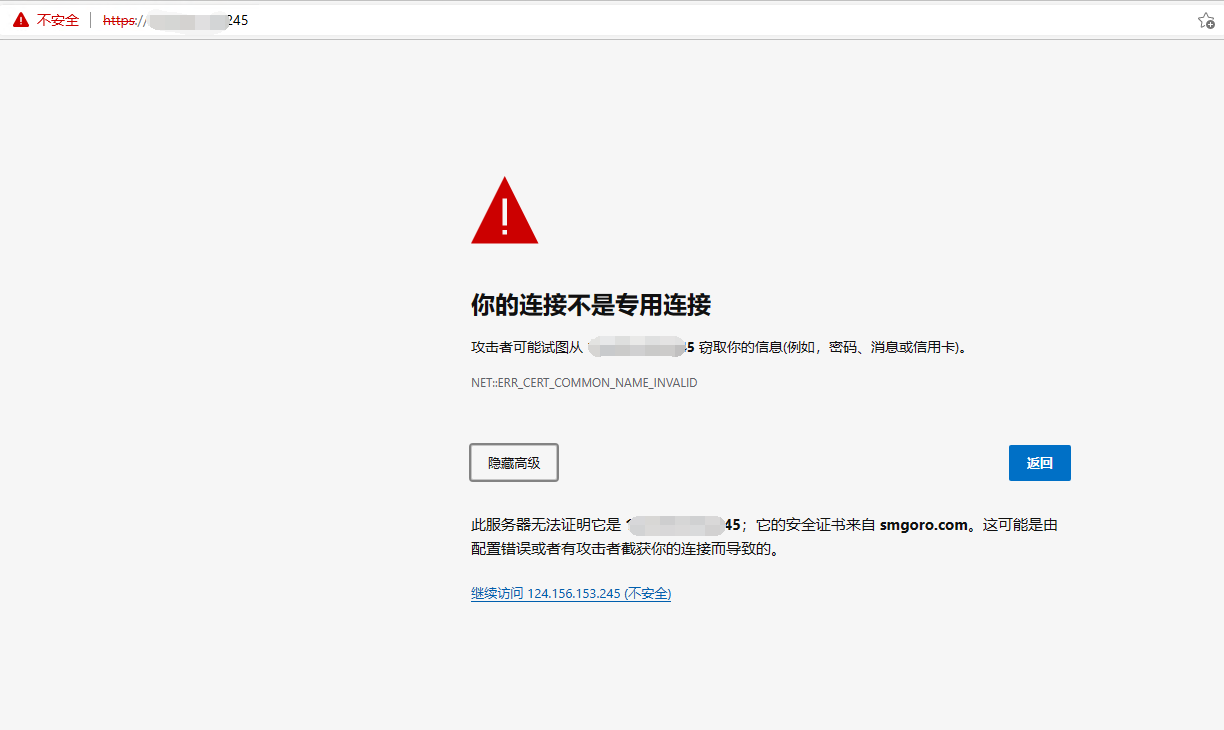 不安全 https:// 245
你的连接不是专用连接
攻击者可能试图从 5 窃取你的信息(例如，密码、消息或信用卡)。
NET::ERR_CERT_COMMON_NAME_INVALID
隐藏高级
返回
此服务器无法证明它是 45；它的安全证书来自 smgoro.com。这可能是由
配置错误或者有攻击者截获你的连接而导致的。
继续访问 124.156.153.245 (不安全)